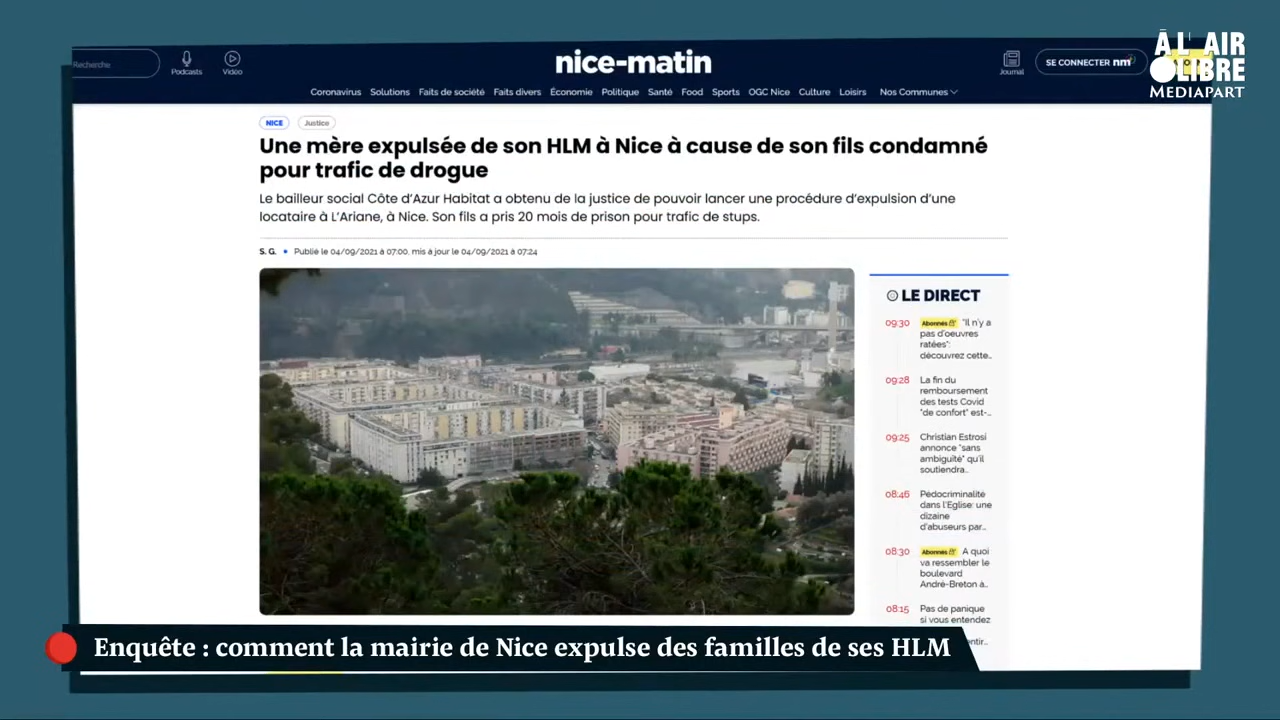 À L'AIR
LIBRE
MEDIAPART
Recherche
Podcasts
Vidéo
nice-matin
Journal
SE CONNECTER nm
Coronavirus Solutions Faits de société Faits divers Économie Politique Santé Food Sports OGC Nice Culture Loisirs Nos Communes
NICE Justice
Une mère expulsée de son HLM à Nice à cause de son fils condamné
pour trafic de drogue
Le bailleur social Côte d'Azur Habitat a obtenu de la justice de pouvoir lancer une procédure d'expulsion d'une
locataire à L'Ariane, à Nice. Son fils a pris 20 mois de prison pour trafic de stups.
S. G. • Publié le 04/09/2021 à 07:00, mis à jour le 04/09/2021 à 07:24
LE DIRECT
09:30 Abonnés "Il n'y a
pas d'oeuvres
ratées":
découvrez cette...
09:28 La fin du
remboursement
des tests Covid
"de confort" est-...
09:25 Christian Estrosi
annonce "sans
ambiguïté" qu'il
soutiendra...
08:46 Pédocriminalité
dans l'Eglise: une
dizaine
d'abuseurs par...
08:30 Abonnés A quoi
va ressembler le
boulevard
André-Breton à...
08:15 Pas de panique
si vous entendez
Enquête : comment la mairie de Nice expulse des familles de ses HLM